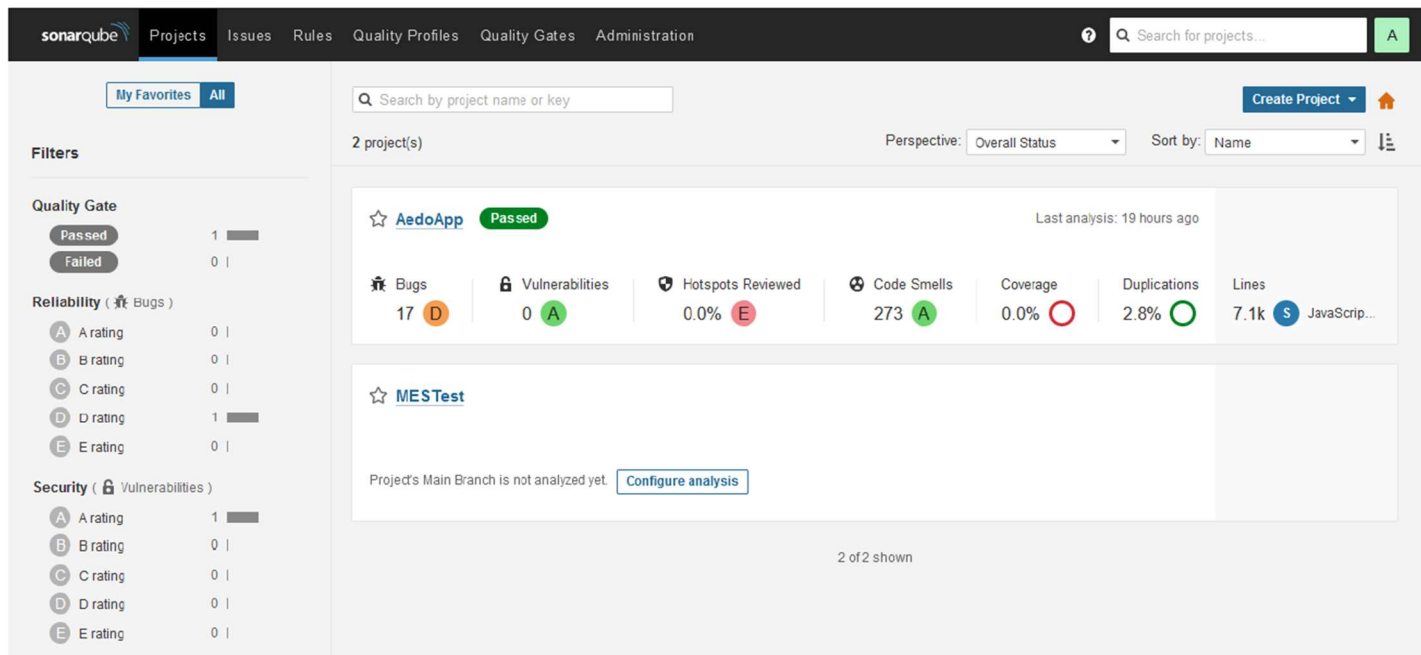 sonarqube Projects Issues Rules Quality Profiles Quality Gates Administration ? Search for projects... A
My Favorites All
Search by project name or key Create Project
2 project(s) Perspective: Overall Status Sort by: Name
Filters
Quality Gate
Passed 1
Failed 0
Reliability ( Bugs )
A A rating 0
B B rating 0
C C rating 0
D D rating 1
E E rating 0
Security ( Vulnerabilities )
A A rating 1
B B rating 0
C C rating 0
D D rating 0
E E rating 0
AedoApp Passed Last analysis: 19 hours ago
Bugs Vulnerabilities Hotspots Reviewed Code Smells Coverage Duplications Lines
17 D 0 A 0.0% E 273 A 0.0% 2.8% 7.1k S JavaScrip...
MESTest
Project's Main Branch is not analyzed yet. Configure analysis
2 of 2 shown